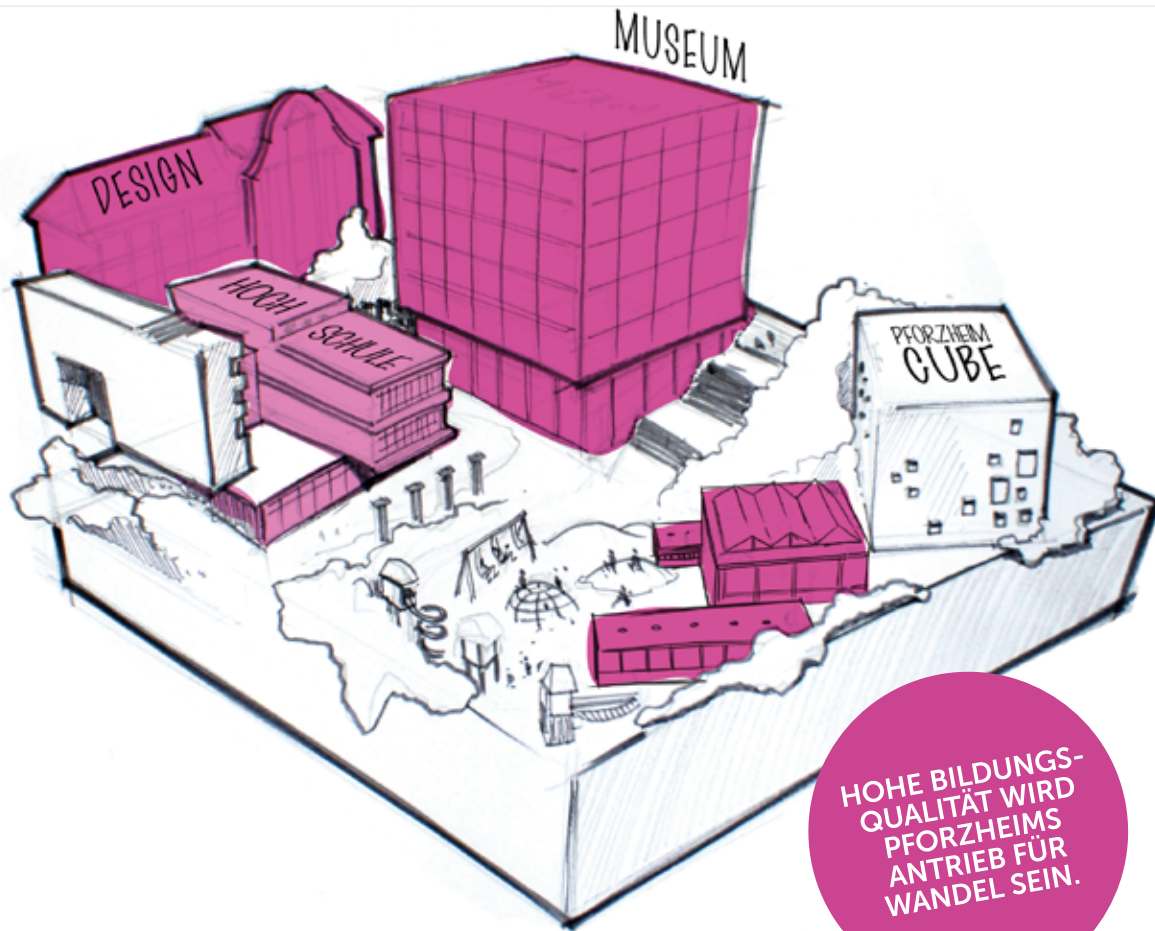 MUSEUM
DESIGN
HOCH
SCHULE
PFORZHEIM
CUBE
HOHE BILDUNGS-
QUALITÄT WIRD
PFORZHEIMS
ANTRIEB FÜR
WANDEL SEIN.